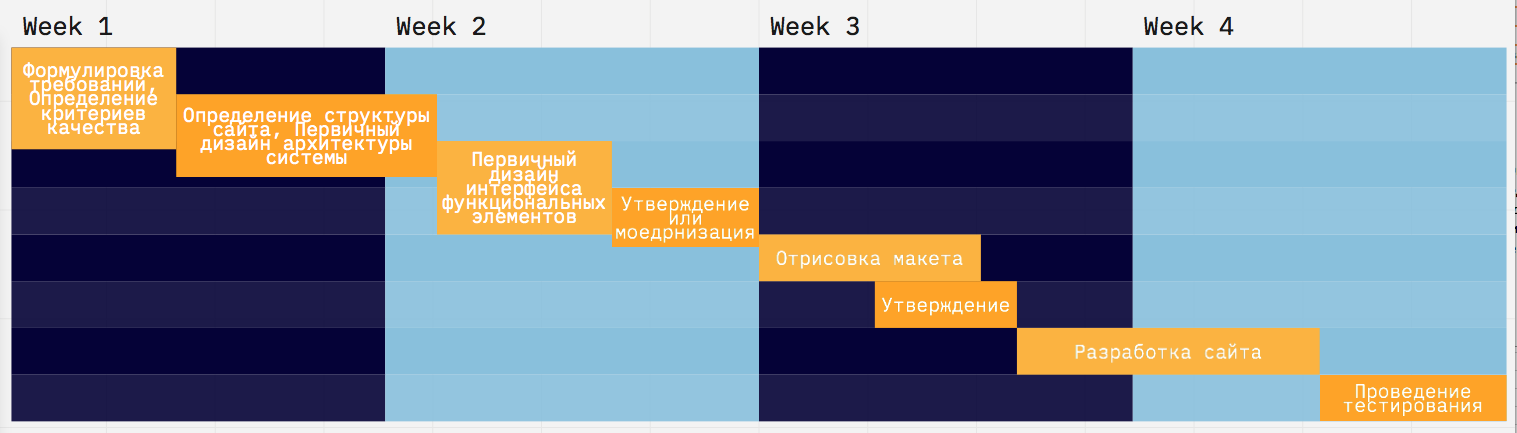 Week 1
Week 2
Week 3
Week 4
Формулировка
требований,
Определение
критериев
качества
Определение структуры
сайта, Первичный
дизайн архитектуры
системы
Первичный
дизайн
интерфейса
функциональных
элементов
Утверждение
или
моедрнизация
Отрисовка макета
Утверждение
Разработка сайта
Проведение
тестирования